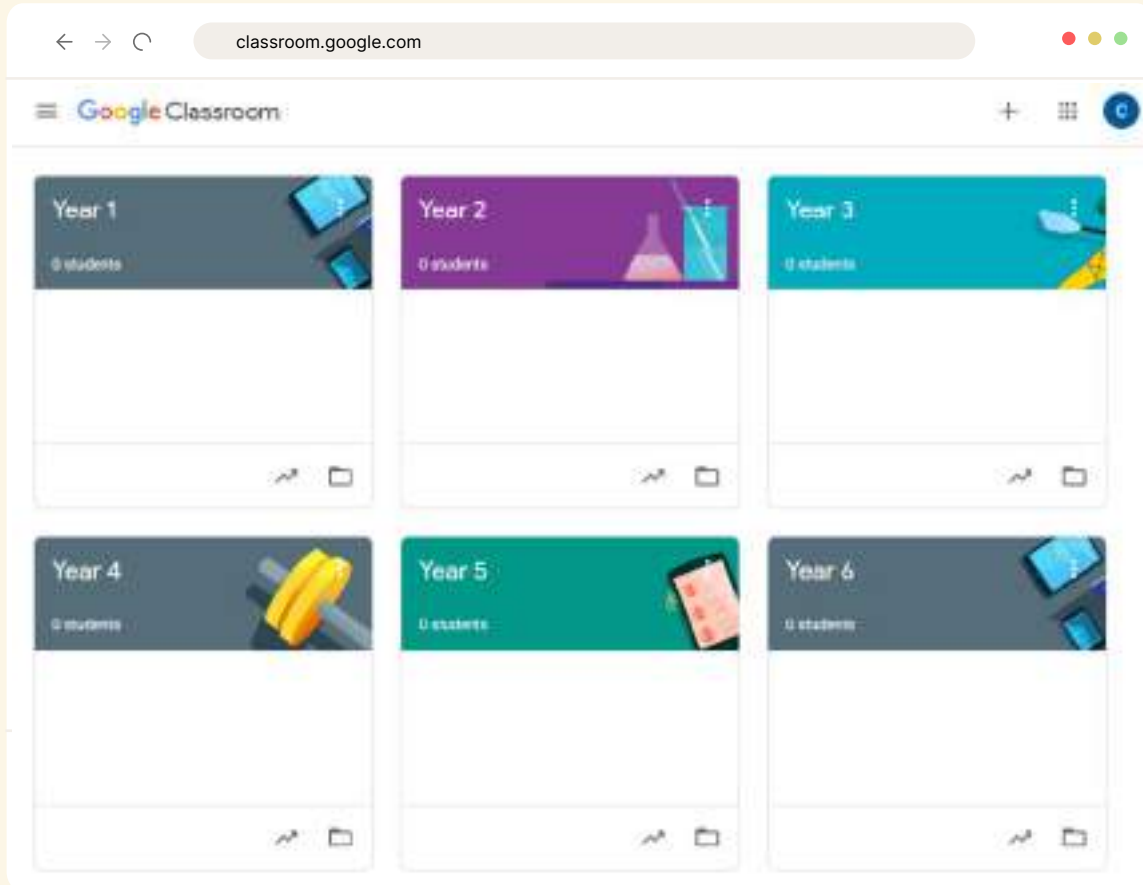 classroom.google.com
Google Classroom
C
Year 1
0 students
Year 2
0 students
Year 3
0 students
Year 4
0 students
Year 5
0 students
Year 6
0 students